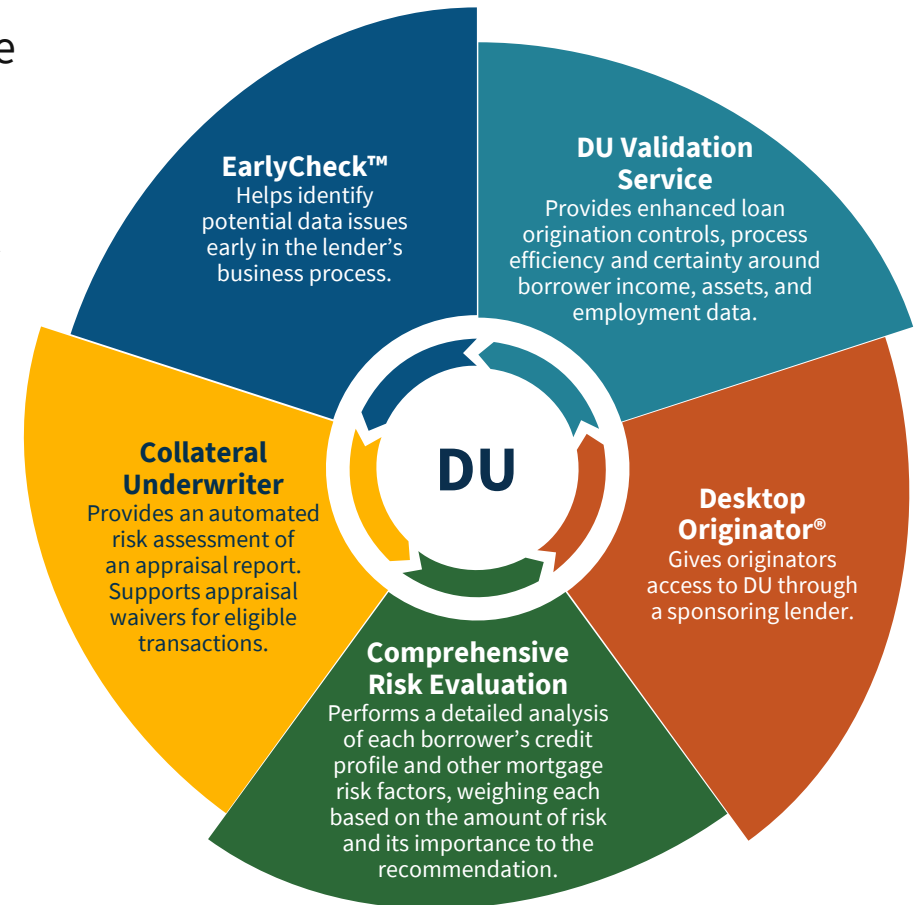 e
EarlyCheck™
Helps identify
potential data issues
early in the lender’s
business process.
DU Validation
Service
Provides enhanced loan
origination controls, process
efficiency and certainty around
borrower income, assets, and
employment data.
Collateral
Underwriter
Provides an automated
risk assessment of
an appraisal report.
Supports appraisal
waivers for eligible
transactions.
DU
Desktop
Originator®
Gives originators
access to DU through
a sponsoring lender.
Comprehensive
Risk Evaluation
Performs a detailed analysis
of each borrower’s credit
profile and other mortgage
risk factors, weighing each
based on the amount of risk
and its importance to the
recommendation.